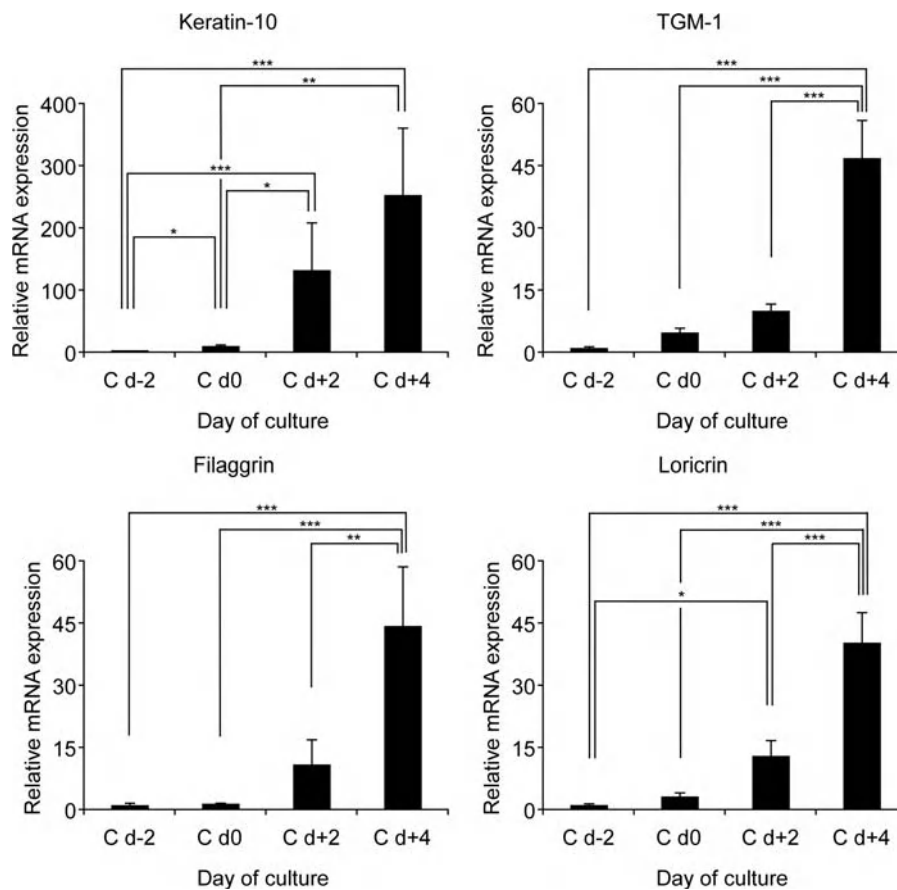 Keratin-10
***
**
400
300
***
*
200
*
100
0
C d-2 C d0 C d+2 C d+4
Relative mRNA expression
Day of culture
TGM-1
***
***
***
60
45
30
15
0
C d-2 C d0 C d+2 C d+4
Relative mRNA expression
Day of culture
Filaggrin
***
***
**
60
45
30
15
0
C d-2 C d0 C d+2 C d+4
Relative mRNA expression
Day of culture
Loricrin
***
***
***
*
60
45
30
15
0
C d-2 C d0 C d+2 C d+4
Relative mRNA expression
Day of culture